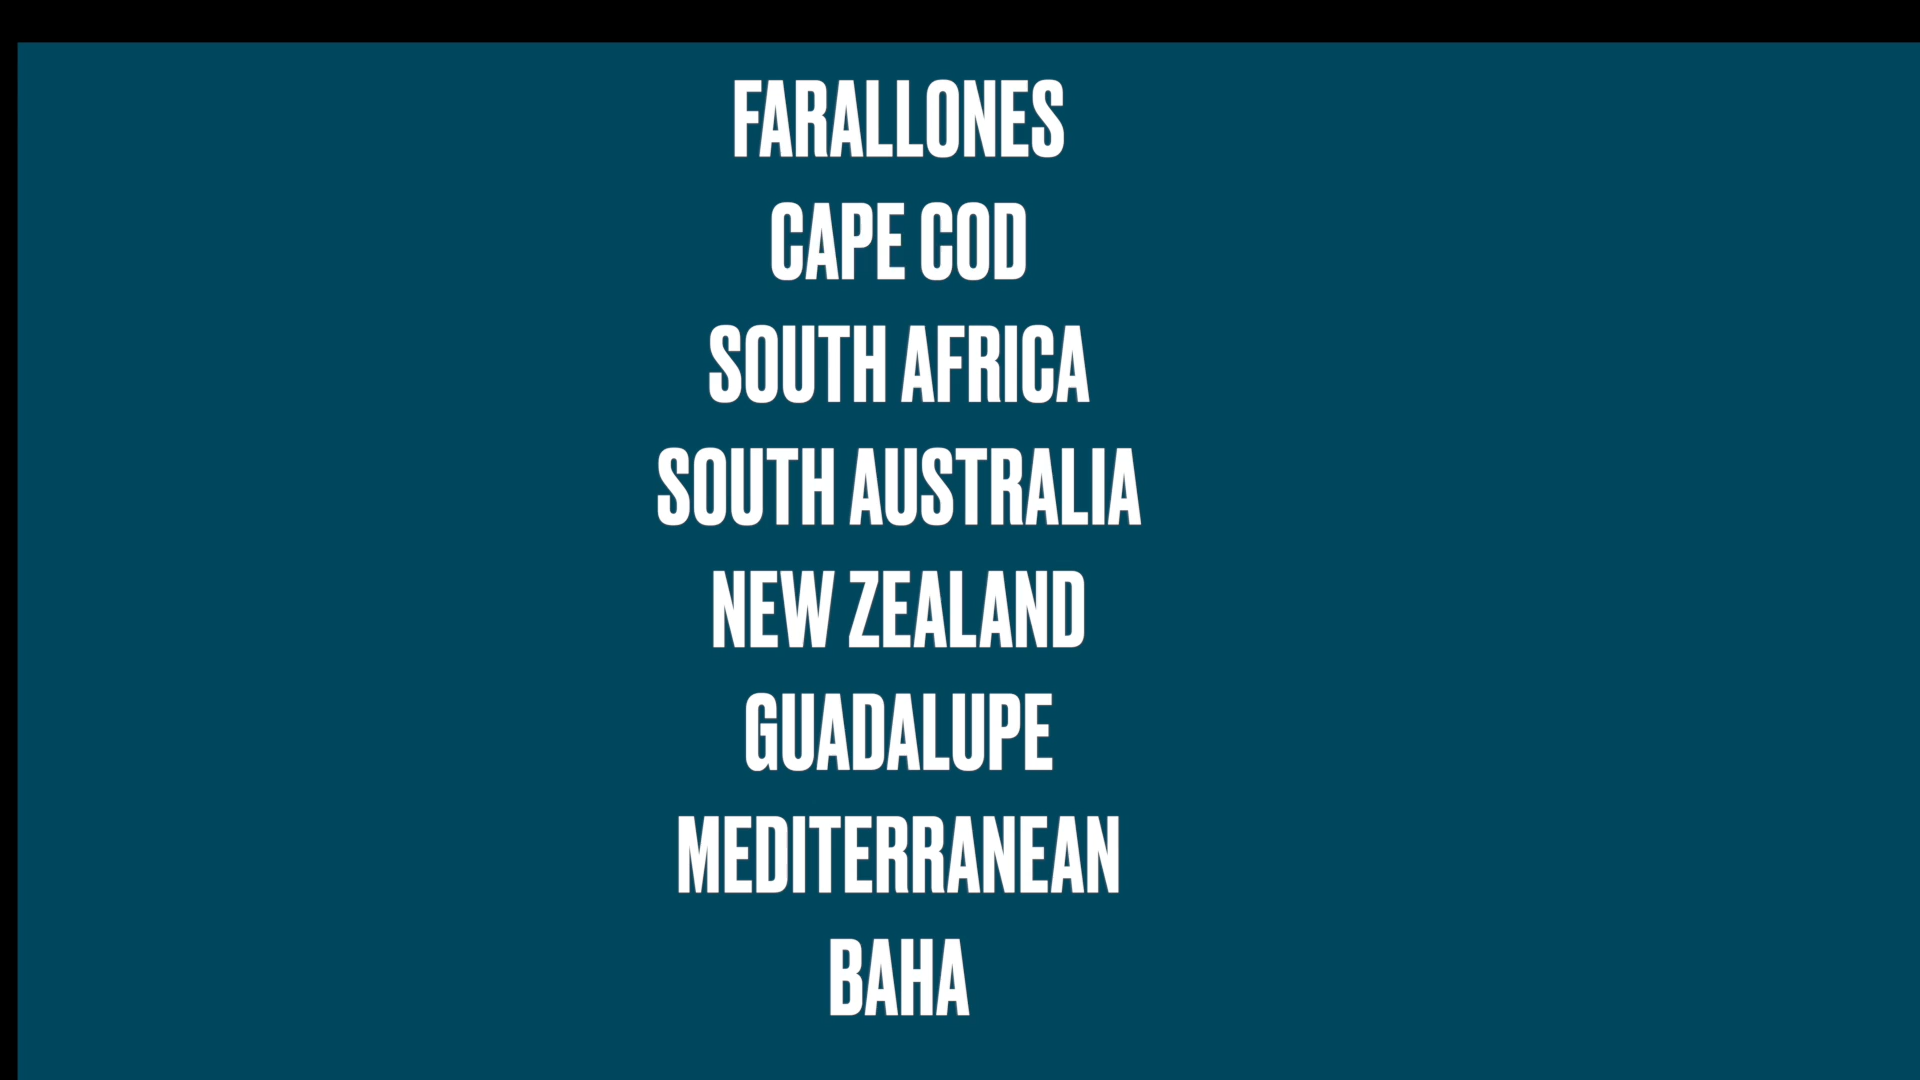 FARALLONES
CAPE COD
SOUTH AFRICA
SOUTH AUSTRALIA
NEW ZEALAND
GUADALUPE
MEDITERRANEAN
BAHA